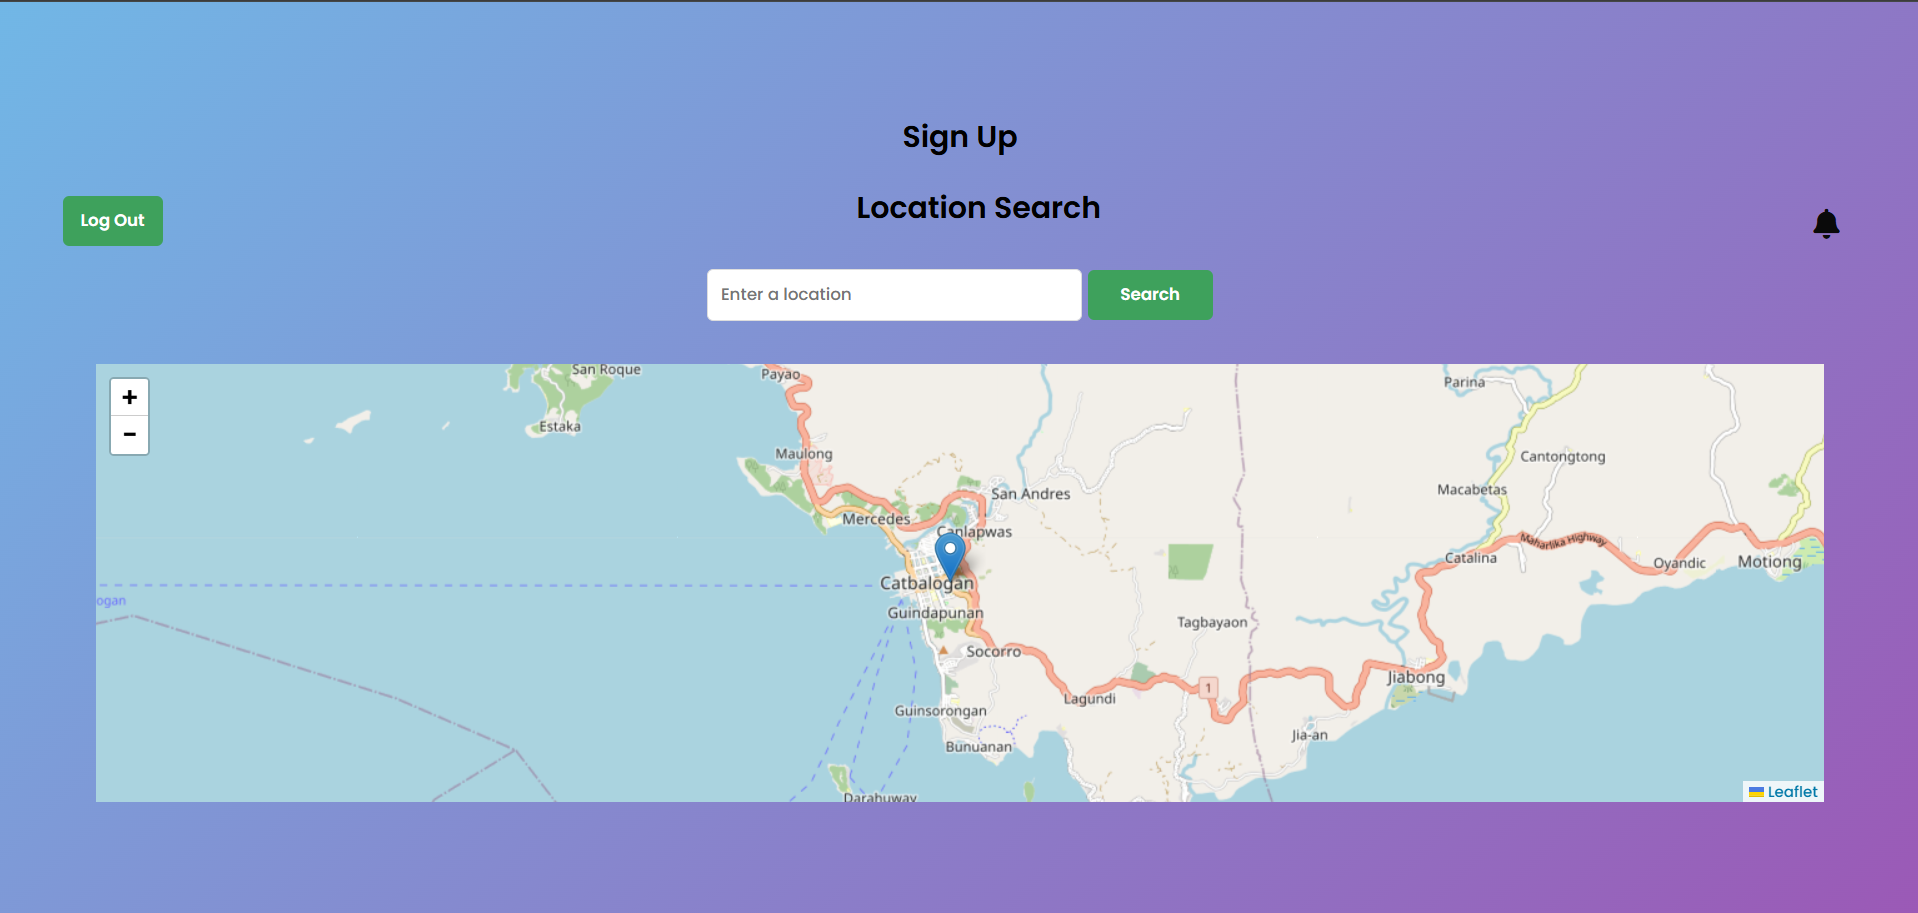 Sign Up
Log Out
Location Search
Enter a location
Search
+
−
San Roque
Payao
Parina
Estaka
Maulong
Cantongtong
Macabetas
San Andres
Mercedes
Canlapwas
Maharlika Highway
Catalina
Oyandic
Motiong
Catbalogan
ogan
Guindapunan
Tagbayaon
Socorro
Jiabong
1
Lagundi
Guinsorongan
Jia-an
Bunuanan
Darahuway
Leaflet